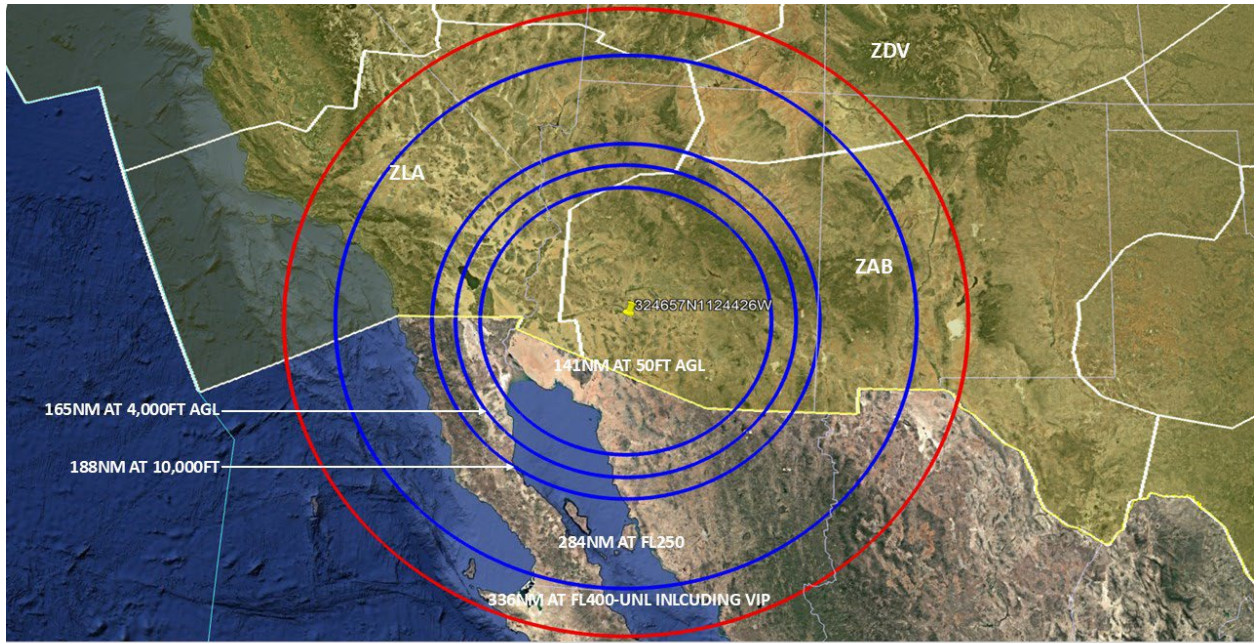 ZDV
ZLA
ZAB
324657N1124426W
141NM AT 50FT AGL
165NM AT 4,000FT AGL
188NM AT 10,000FT
284NM AT FL250
336NM AT FL400-UNL INLCUDING VIP